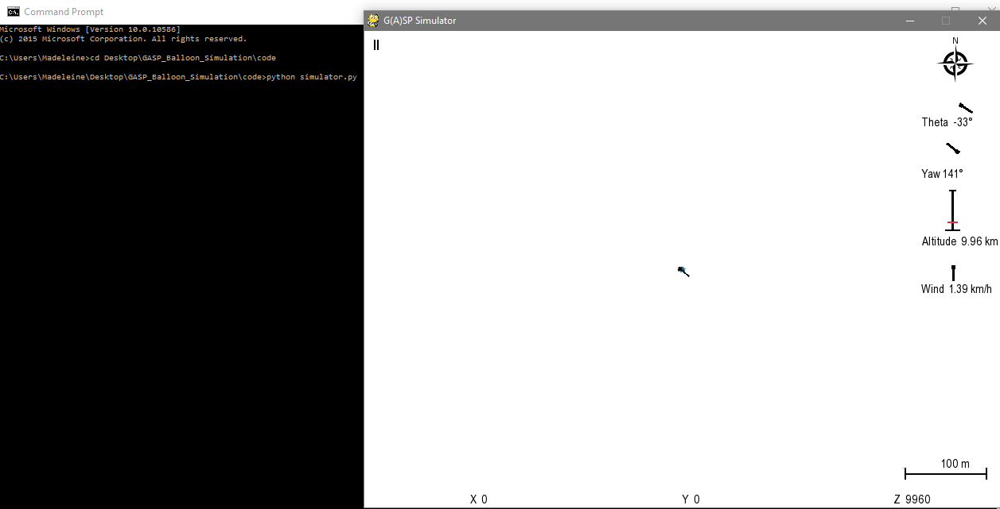 Command Prompt
Microsoft Windows [Version 10.0.10586]
(c) 2015 Microsoft Corporation. All rights reserved.
C:\Users\Madeleine>cd Desktop\GASP_Balloon_Simulation\code
C:\Users\Madeleine\Desktop\GASP_Balloon_Simulation\code>python simulator.py
G(A)SP Simulator
N
Theta -33°
Yaw 141°
Altitude 9.96 km
Wind 1.39 km/h
100 m
X 0 Y 0 Z 9960